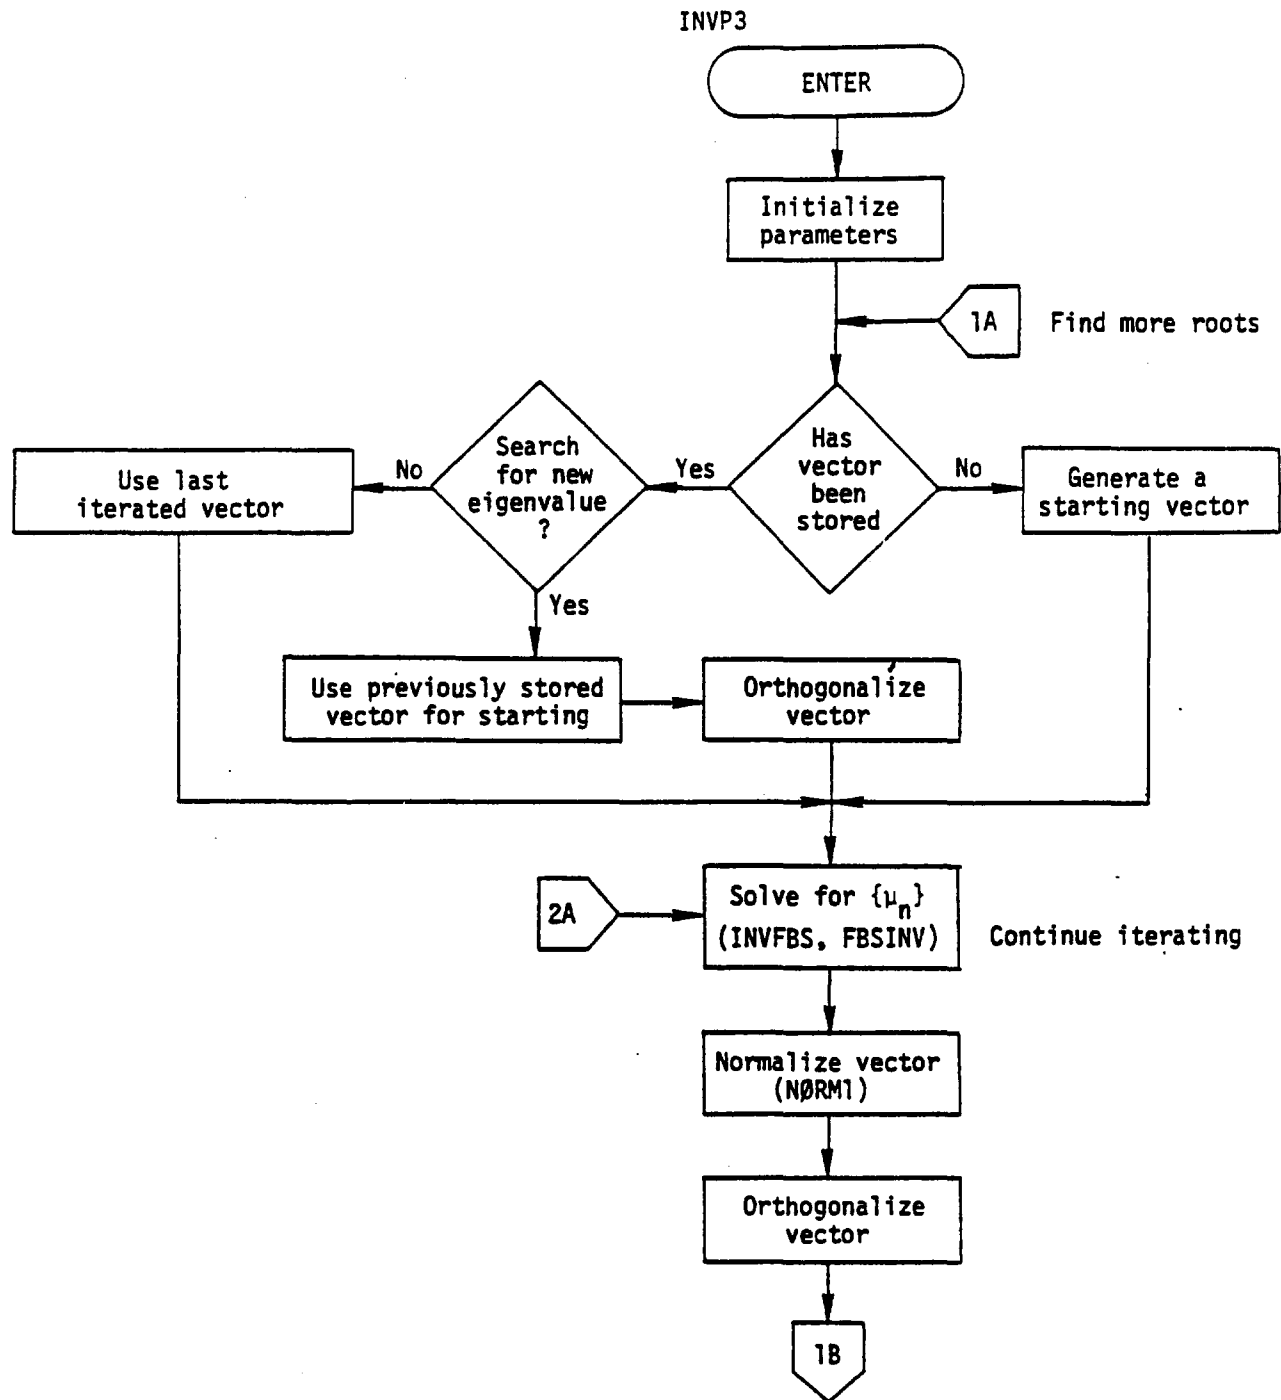 INVP3
ENTER
Initialize
parameters
1A
Find more roots
Has
vector
been
stored
Yes
No
Search
for new
eigenvalue
?
No
Yes
Use last
iterated vector
Generate a
starting vector
Use previously stored
vector for starting
Orthogonalize
vector
2A
Solve for {μn}
(INVFBS, FBSINV)
Continue iterating
Normalize vector
(NØRM1)
Orthogonalize
vector
1B